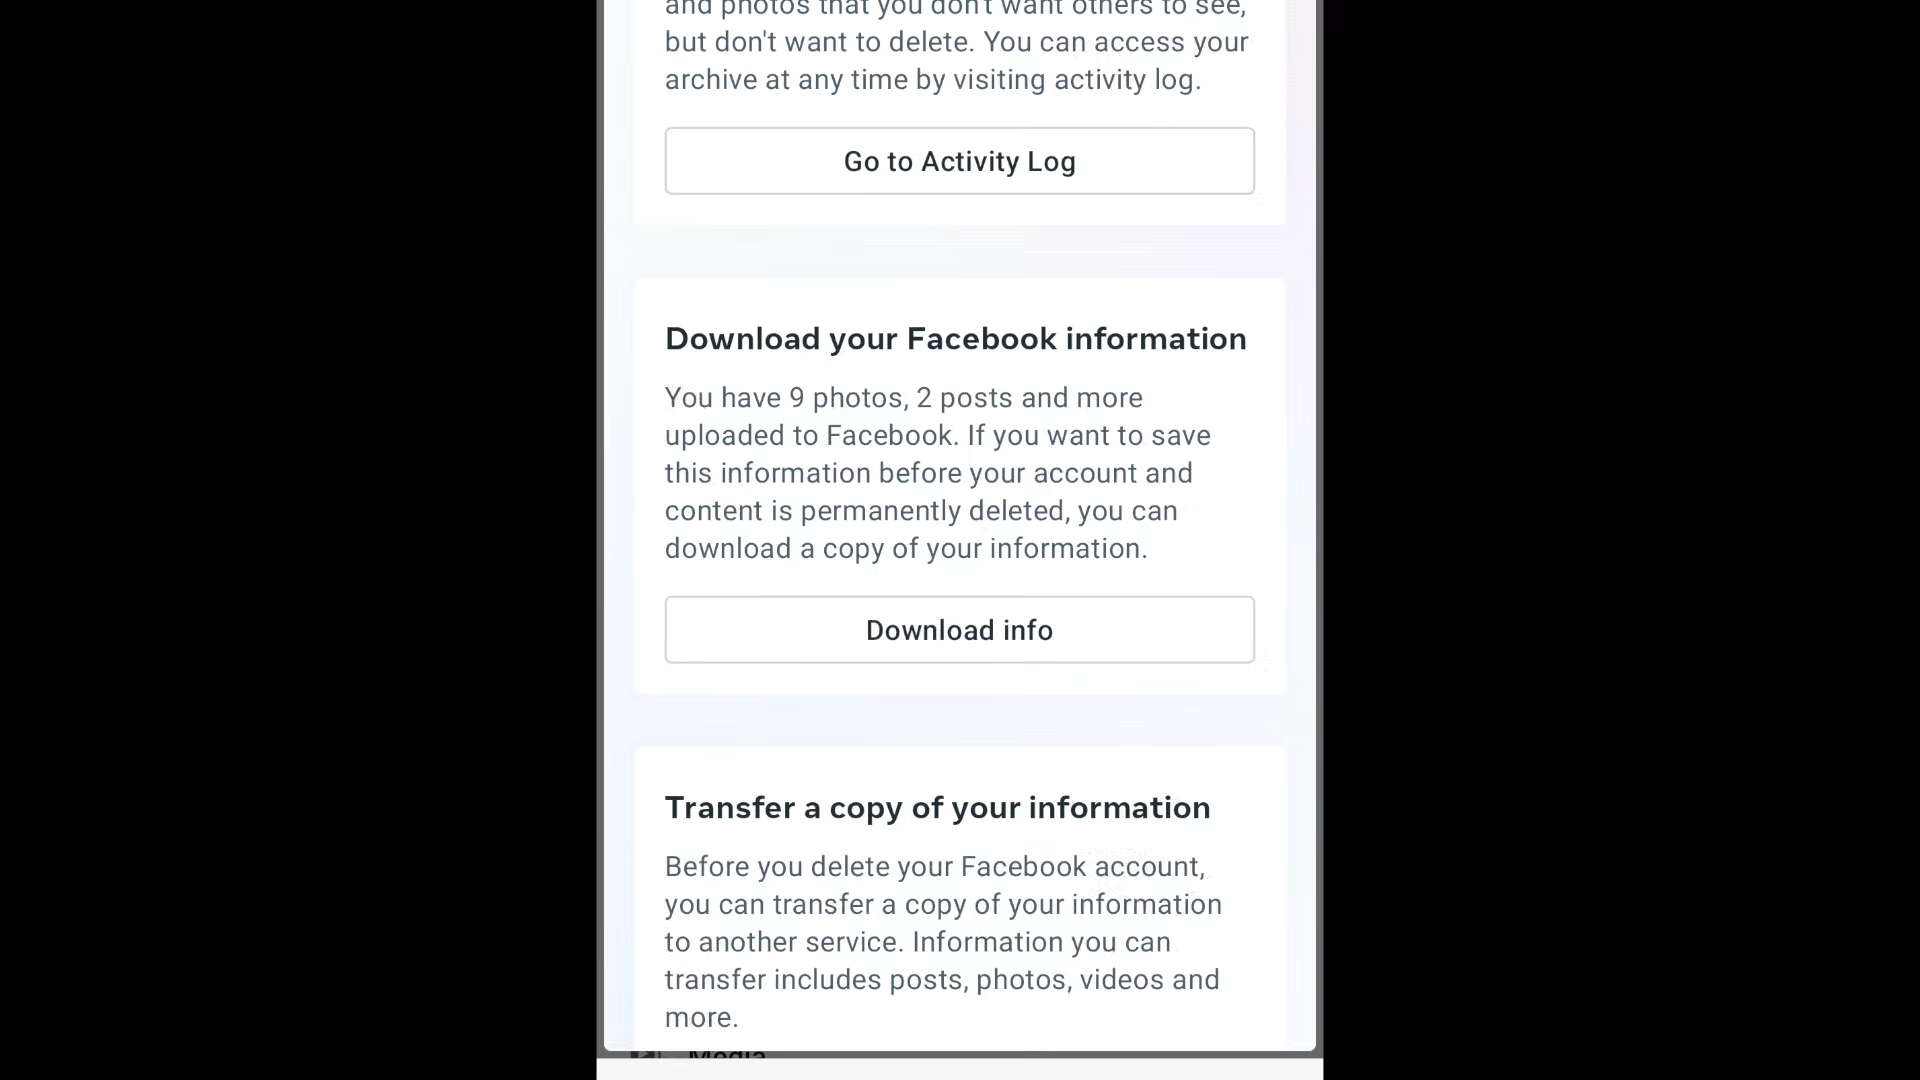 and photos that you don't want others to see,
but don't want to delete. You can access your
archive at any time by visiting activity log.
Go to Activity Log
Download your Facebook information
You have 9 photos, 2 posts and more
uploaded to Facebook. If you want to save
this information before your account and
content is permanently deleted, you can
download a copy of your information.
Download info
Transfer a copy of your information
Before you delete your Facebook account,
you can transfer a copy of your information
to another service. Information you can
transfer includes posts, photos, videos and
more.
Media